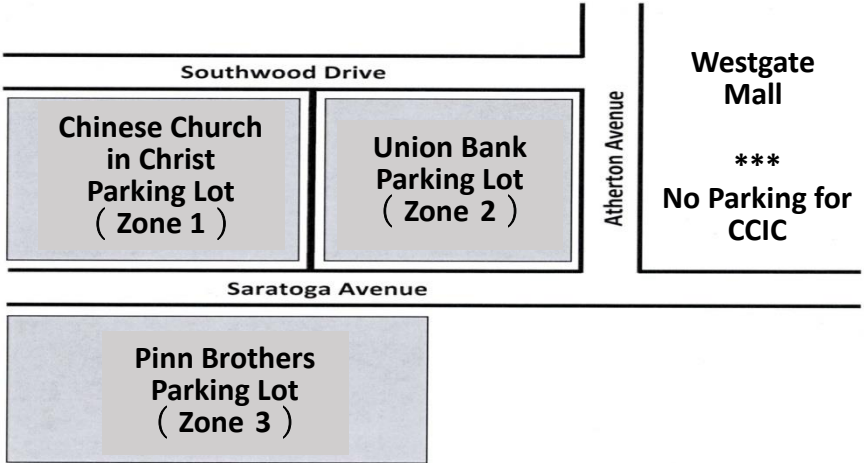 Southwood Drive
Chinese Church
in Christ
Parking Lot
( Zone 1 )
Union Bank
Parking Lot
( Zone 2 )
Atherton Avenue
Westgate
Mall
***
No Parking for
CCIC
Saratoga Avenue
Pinn Brothers
Parking Lot
( Zone 3 )